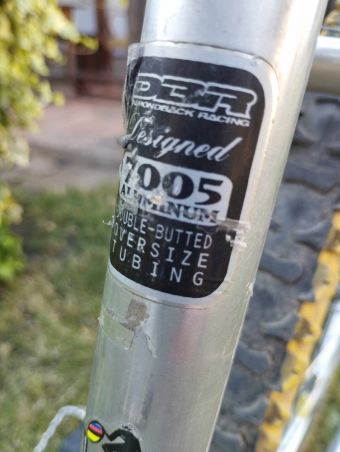 DBR
DIAMONDBACK RACING
Designed
7005
ALUMINUM
DOUBLE-BUTTED
OVERSIZE
TUBING